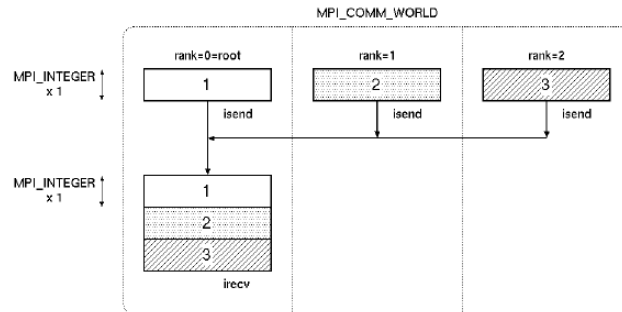 MPI_COMM_WORLD
rank=0=root
rank=1
rank=2
MPI_INTEGER
x 1
1
2
3
isend
isend
isend
MPI_INTEGER
x 1
1
2
3
irecv